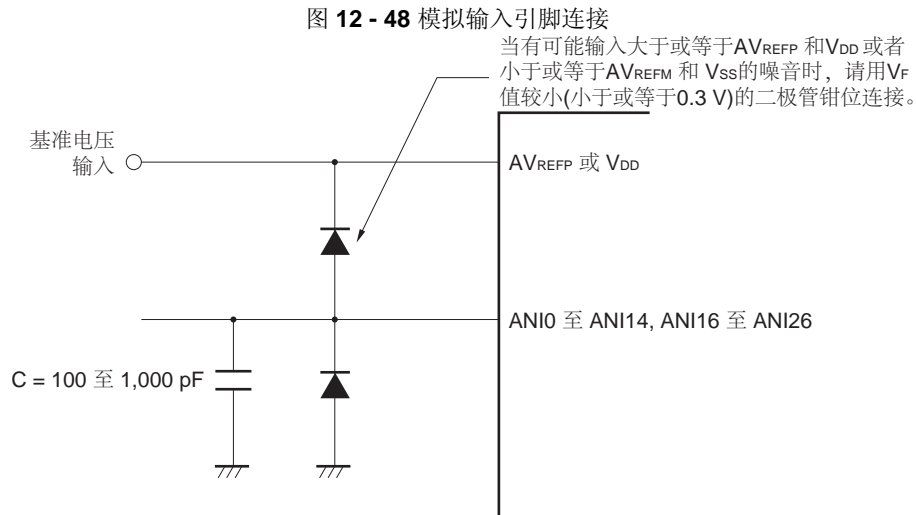 图 12 - 48 模拟输入引脚连接
当有可能输入大于或等于AVREFP 和VDD 或者
小于或等于AVREFM 和 VSS的噪音时，请用VF
值较小(小于或等于0.3 V)的二极管钳位连接。
基准电压
输入
AVREFP 或 VDD
ANI0 至 ANI14, ANI16 至 ANI26
C = 100 至 1,000 pF